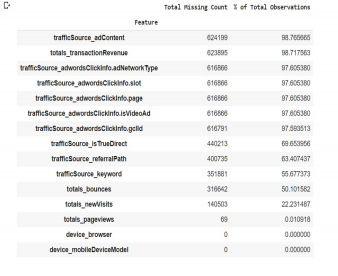 Total Missing Count % of Total Observations
Feature
trafficSource_adContent 624199 98.765665
totals_transactionRevenue 623895 98.717563
trafficSource_adwordsClickInfo.adNetworkType 616866 97.605380
trafficSource_adwordsClickInfo.slot 616866 97.605380
trafficSource_adwordsClickInfo.page 616866 97.605380
trafficSource_adwordsClickInfo.isVideoAd 616866 97.605380
trafficSource_adwordsClickInfo.gclId 616791 97.593513
trafficSource_isTrueDirect 440213 69.653956
trafficSource_referralPath 400735 63.407437
trafficSource_keyword 351881 55.677373
totals_bounces 316642 50.101582
totals_newVisits 140503 22.231487
totals_pageviews 69 0.010918
device_browser 0 0.000000
device_mobileDeviceModel 0 0.000000